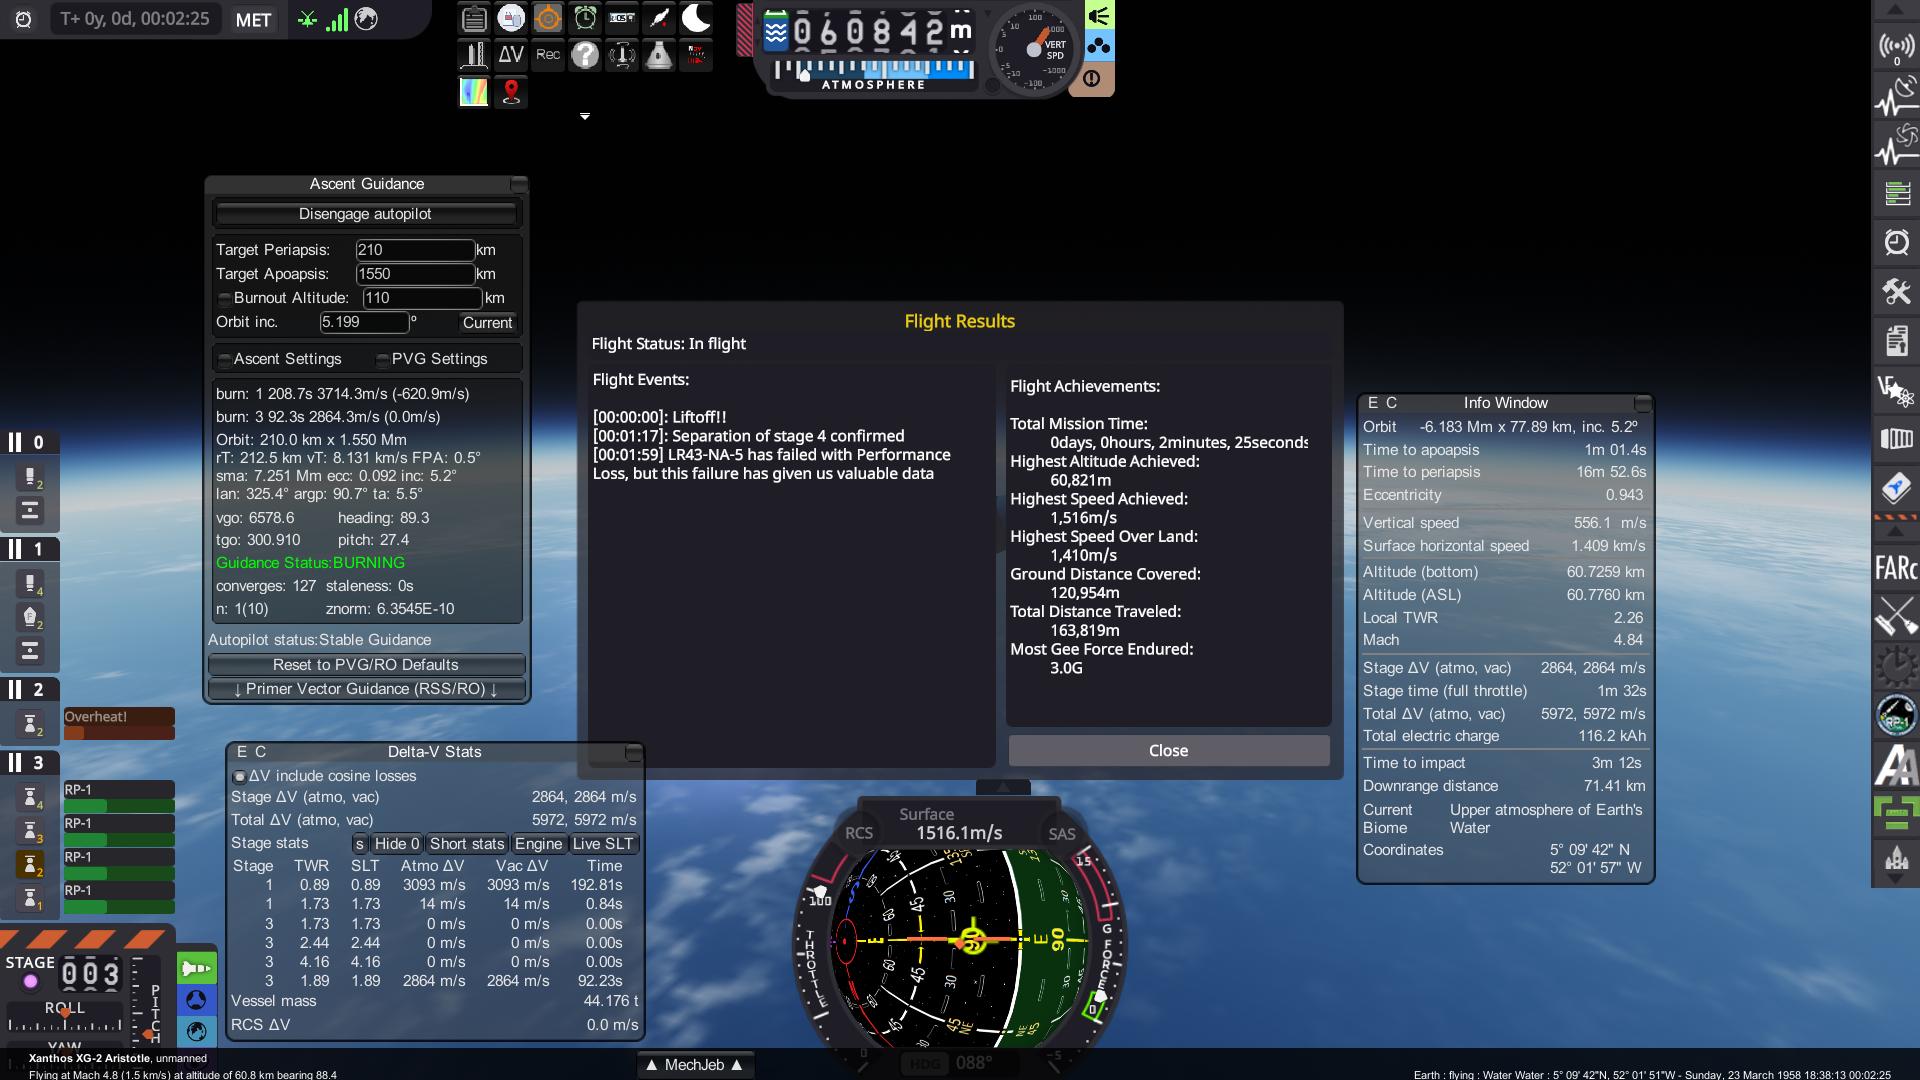 T+ 0y, 0d, 00:02:25 MET
ΔV Rec
060842 m
ATMOSPHERE
VERT SPD
Ascent Guidance
Disengage autopilot
Target Periapsis: 210 km
Target Apoapsis: 1550 km
Burnout Altitude: 110 km
Orbit inc. 5.199 º Current
Ascent Settings PVG Settings
burn: 1 208.7s 3714.3m/s (-620.9m/s)
burn: 3 92.3s 2864.3m/s (0.0m/s)
Orbit: 210.0 km x 1.550 Mm
rT: 212.5 km vT: 8.131 km/s FPA: 0.5°
sma: 7.251 Mm ecc: 0.092 inc: 5.2°
lan: 325.4° argp: 90.7° ta: 5.5°
vgo: 6578.6 heading: 89.3
tgo: 300.910 pitch: 27.4
Guidance Status:BURNING
converges: 127 staleness: 0s
n: 1(10) znorm: 6.3545E-10
Autopilot status:Stable Guidance
Reset to PVG/RO Defaults
↓ Primer Vector Guidance (RSS/RO) ↓
Flight Results
Flight Status: In flight
Flight Events:
[00:00:00]: Liftoff!!
[00:01:17]: Separation of stage 4 confirmed
[00:01:59] LR43-NA-5 has failed with Performance
Loss, but this failure has given us valuable data
Flight Achievements:
Total Mission Time:
0days, 0hours, 2minutes, 25seconds
Highest Altitude Achieved:
60,821m
Highest Speed Achieved:
1,516m/s
Highest Speed Over Land:
1,410m/s
Ground Distance Covered:
120,954m
Total Distance Traveled:
163,819m
Most Gee Force Endured:
3.0G
Close
E C Info Window
Orbit -6.183 Mm x 77.89 km, inc. 5.2º
Time to apoapsis 1m 01.4s
Time to periapsis 16m 52.6s
Eccentricity 0.943
Vertical speed 556.1 m/s
Surface horizontal speed 1.409 km/s
Altitude (bottom) 60.7259 km
Altitude (ASL) 60.7760 km
Local TWR 2.26
Mach 4.84
Stage ΔV (atmo, vac) 2864, 2864 m/s
Stage time (full throttle) 1m 32s
Total ΔV (atmo, vac) 5972, 5972 m/s
Total electric charge 116.2 kAh
Time to impact 3m 12s
Downrange distance 71.41 km
Current Biome Upper atmosphere of Earth's Water
Coordinates 5° 09' 42" N
52° 01' 57" W
0
FARc
RP-1
0
2
1
4
2
2
2
Overheat!
3
4 RP-1
3 RP-1
2 RP-1
1 RP-1
E C Delta-V Stats
ΔV include cosine losses
Stage ΔV (atmo, vac) 2864, 2864 m/s
Total ΔV (atmo, vac) 5972, 5972 m/s
Stage stats s Hide 0 Short stats Engine Live SLT
Stage TWR SLT Atmo ΔV Vac ΔV Time
1 0.89 0.89 3093 m/s 3093 m/s 192.81s
1 1.73 1.73 14 m/s 14 m/s 0.84s
3 1.73 1.73 0 m/s 0 m/s 0.00s
3 2.44 2.44 0 m/s 0 m/s 0.00s
3 4.16 4.16 0 m/s 0 m/s 0.00s
3 1.89 1.89 2864 m/s 2864 m/s 92.23s
Vessel mass 44.176 t
RCS ΔV 0.0 m/s
STAGE 003
ROLL
PITCH
YAW
Surface
RCS 1516.1m/s SAS
THROTTLE
100
G FORCE
15
E 90
45
30
HDG 088°
▲ MechJeb ▲
Xanthos XG-2 Aristotle, unmanned
Flying at Mach 4.8 (1.5 km/s) at altitude of 60.8 km bearing 88.4
Earth : flying : Water Water : 5° 09' 42"N, 52° 01' 51"W - Sunday, 23 March 1958 18:38:13 00:02:25